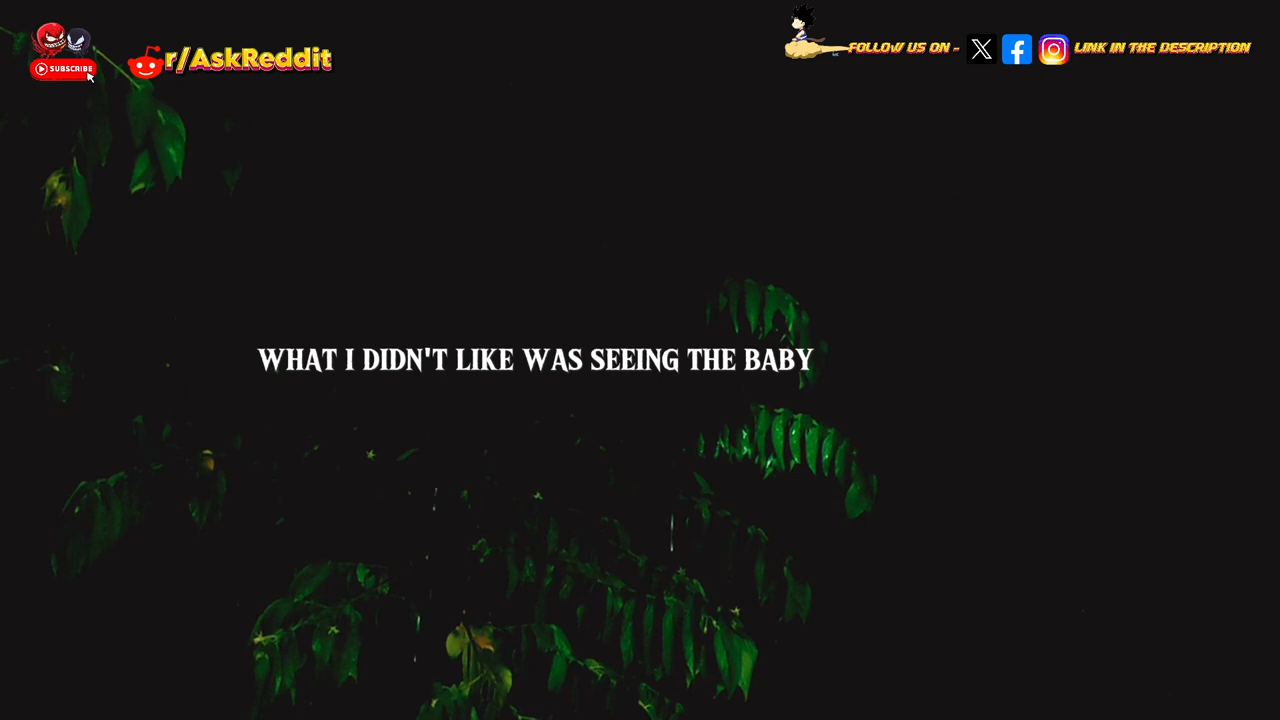 SUBSCRIBE
r/AskReddit
FOLLOW US ON -
LINK IN THE DESCRIPTION
WHAT I DIDN'T LIKE WAS SEEING THE BABY